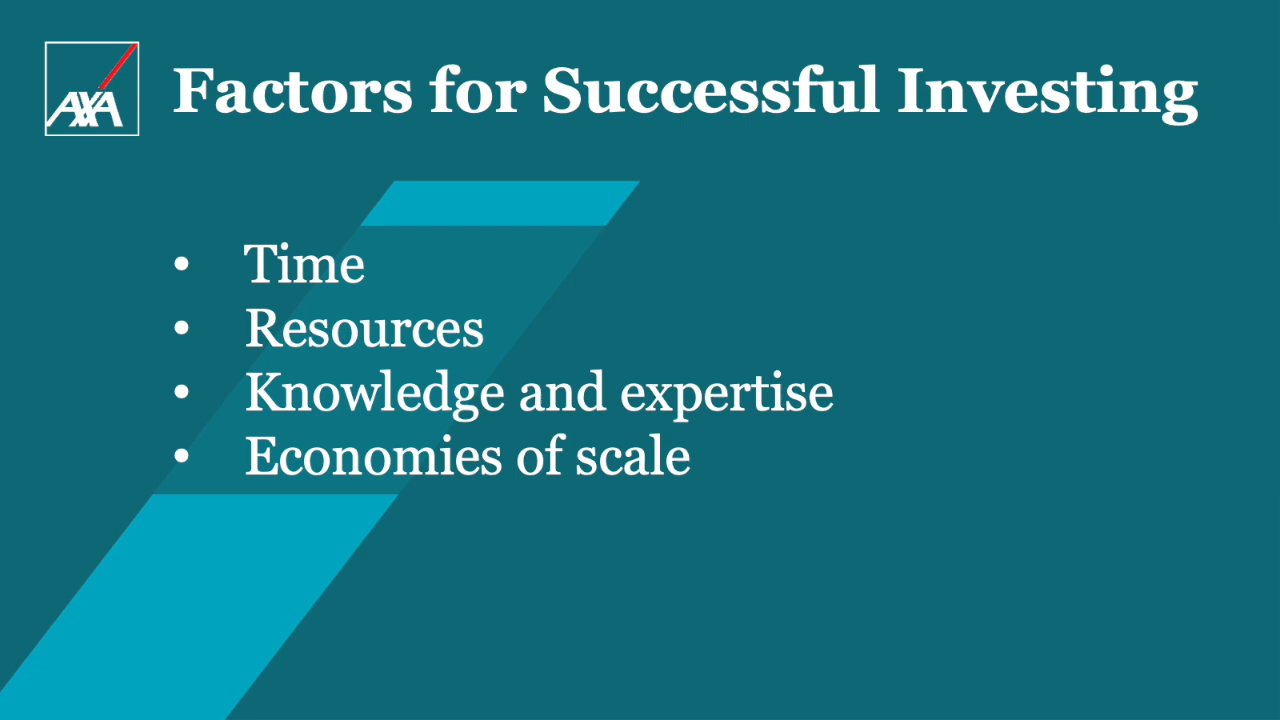 AXA
Factors for Successful Investing
• Time
• Resources
• Knowledge and expertise
• Economies of scale